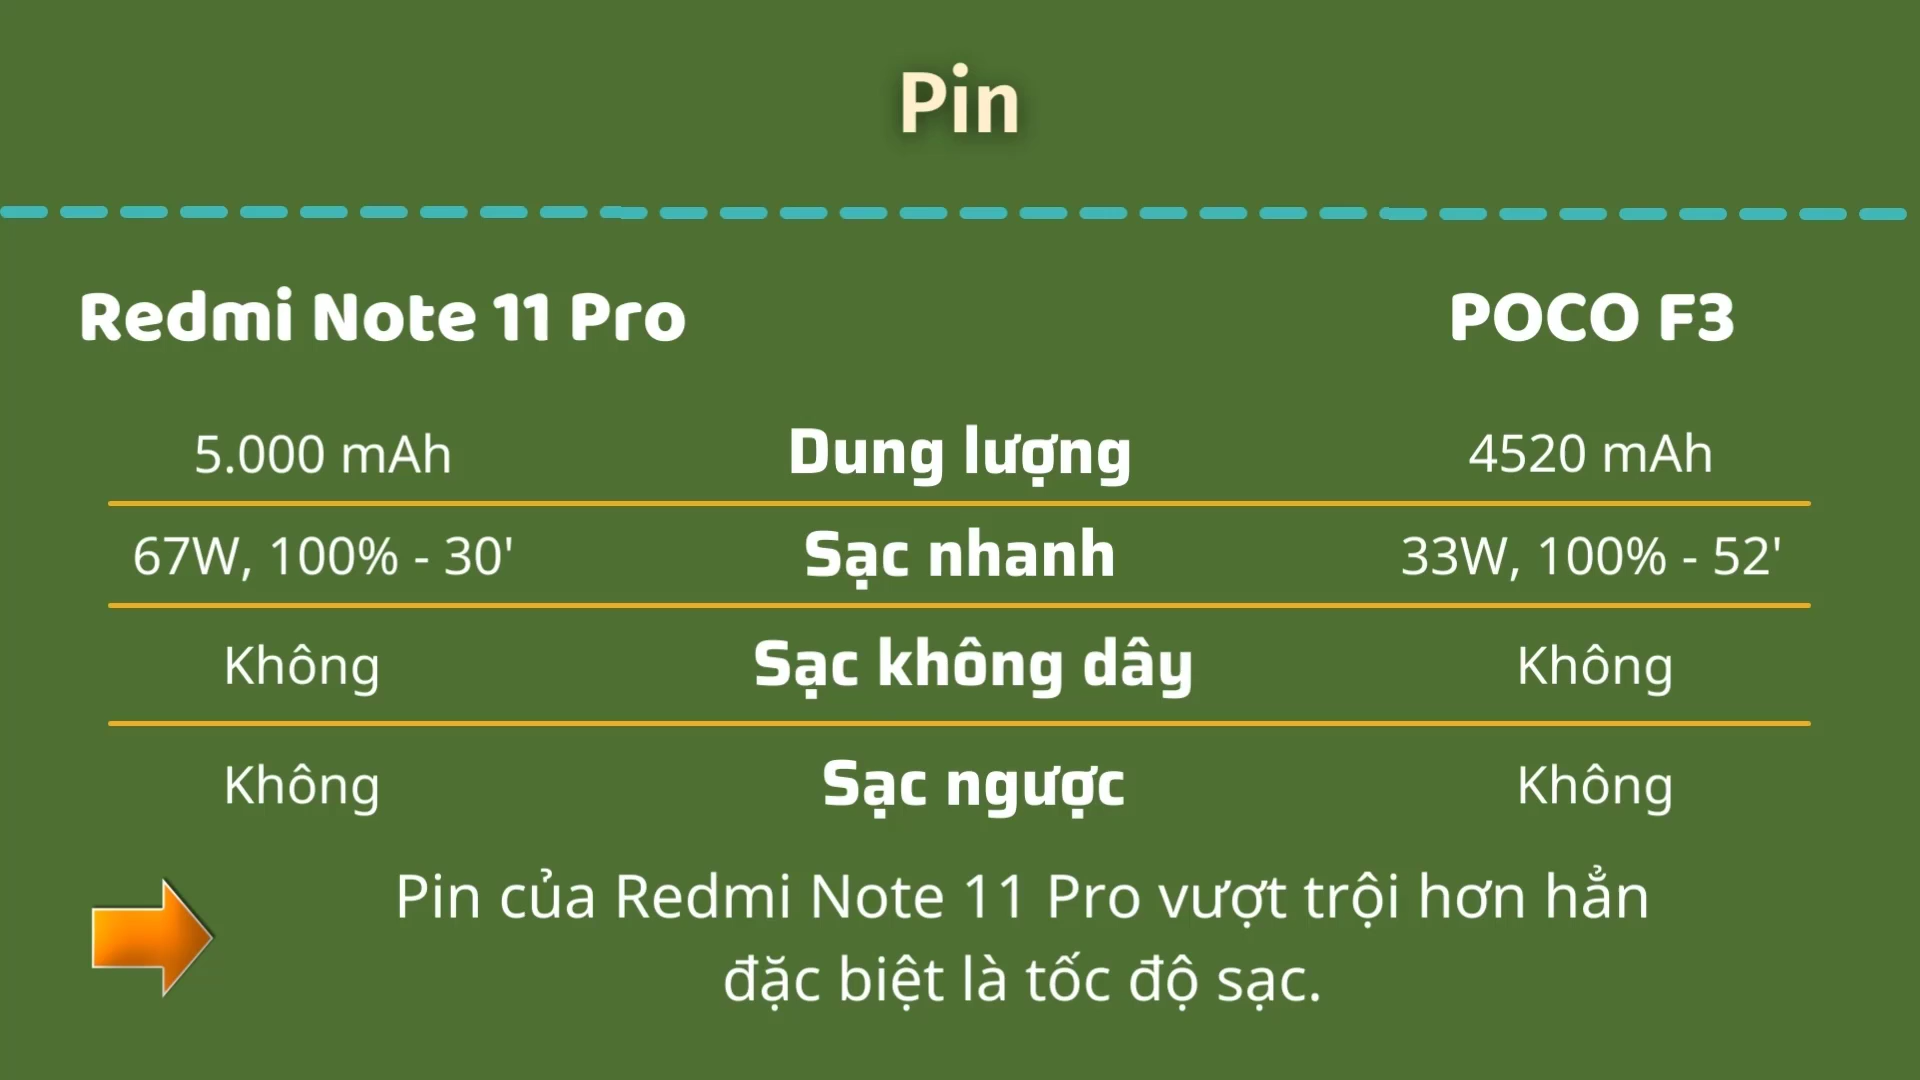 Pin
Redmi Note 11 Pro POCO F3
5.000 mAh Dung lượng 4520 mAh
67W, 100% - 30' Sạc nhanh 33W, 100% - 52'
Không Sạc không dây Không
Không Sạc ngược Không
Pin của Redmi Note 11 Pro vượt trội hơn hẳn
đặc biệt là tốc độ sạc.